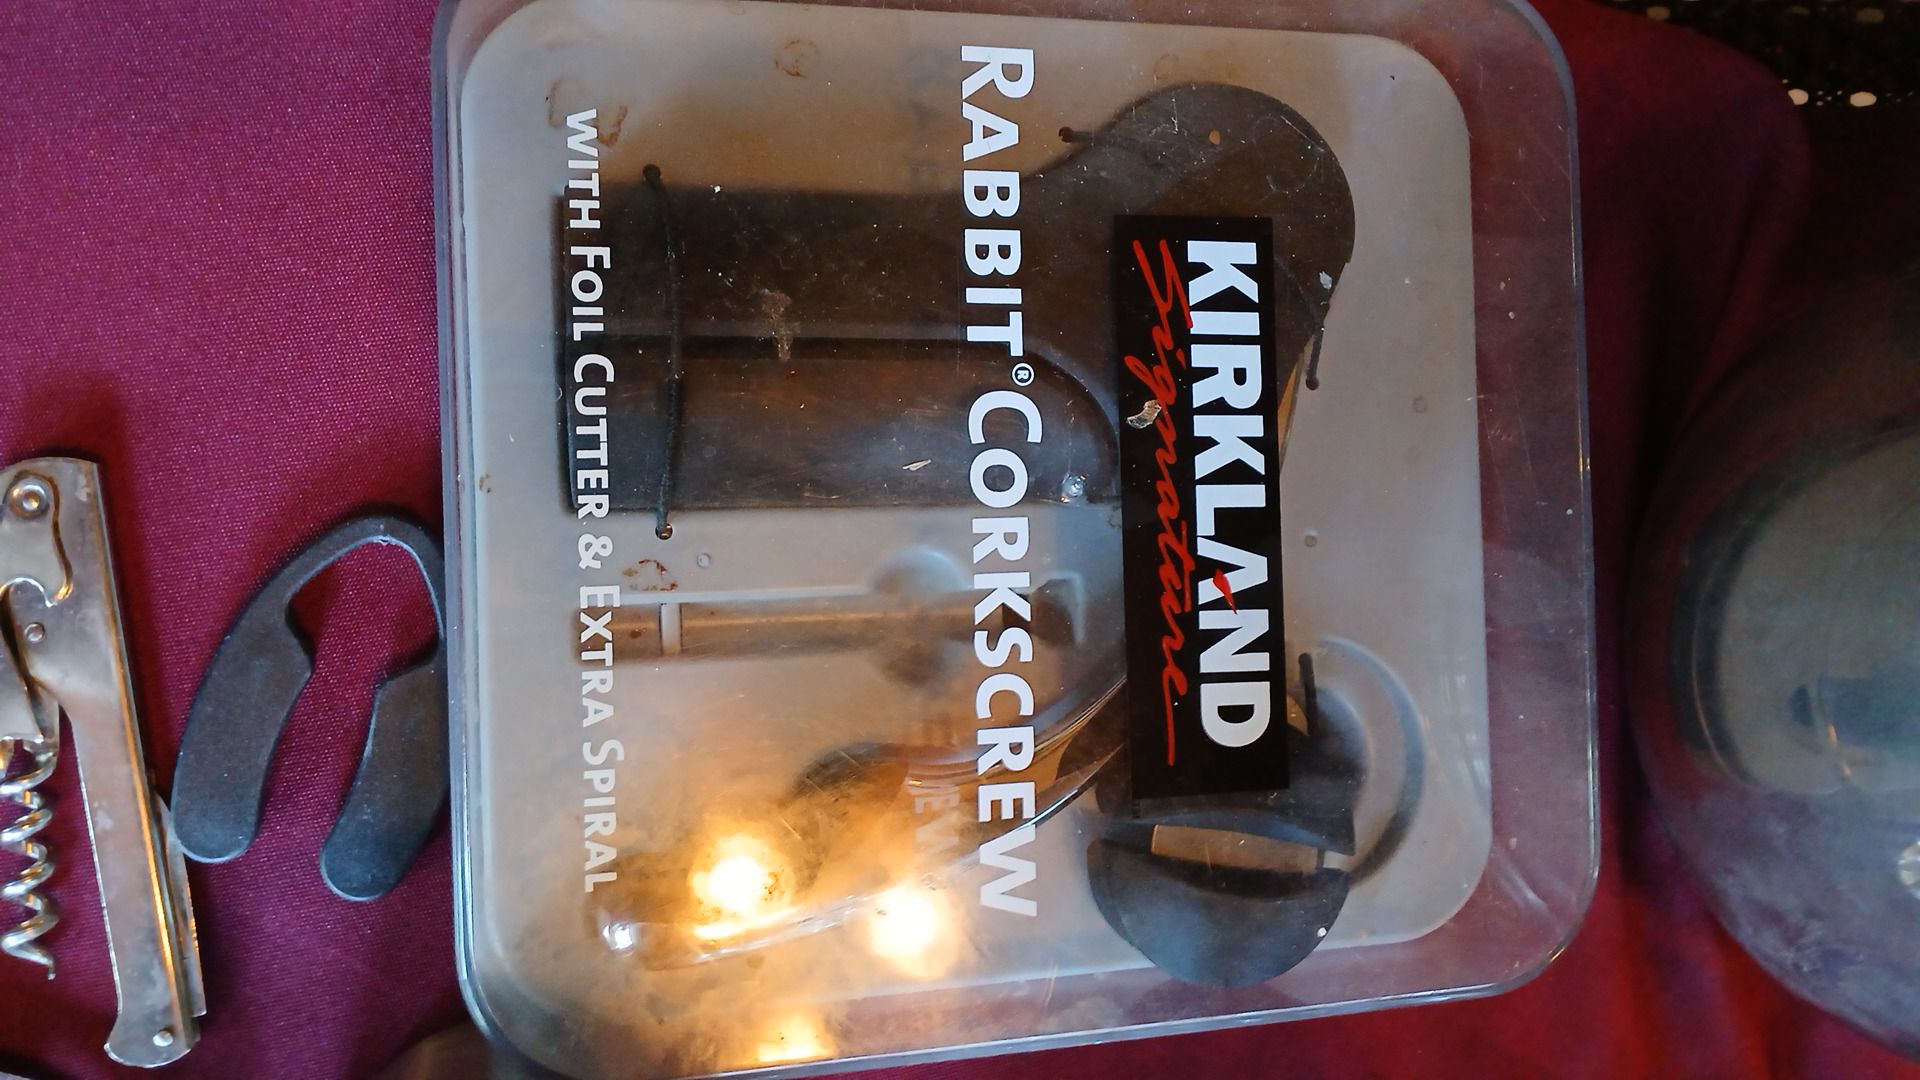 KIRKLAND
Signature
RABBIT® CORKSCREW
WITH FOIL CUTTER & EXTRA SPIRAL